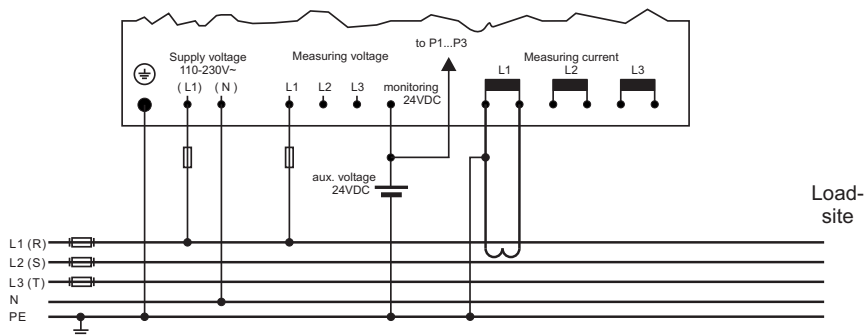 to P1...P3
Supply voltage
110-230V~
( L1) ( N )
Measuring voltage
L1 L2 L3
monitoring
24VDC
Measuring current
L1 L2 L3
aux. voltage
24VDC
Load-
site
L1 (R)
L2 (S)
L3 (T)
N
PE